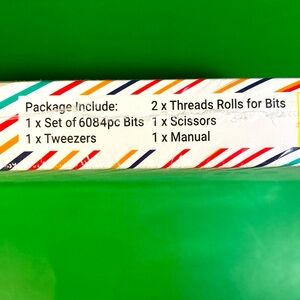 Package Include:
1 x Set of 6084pc Bits
1 x Tweezers
2 x Threads Rolls for Bits
1 x Scissors
1 x Manual